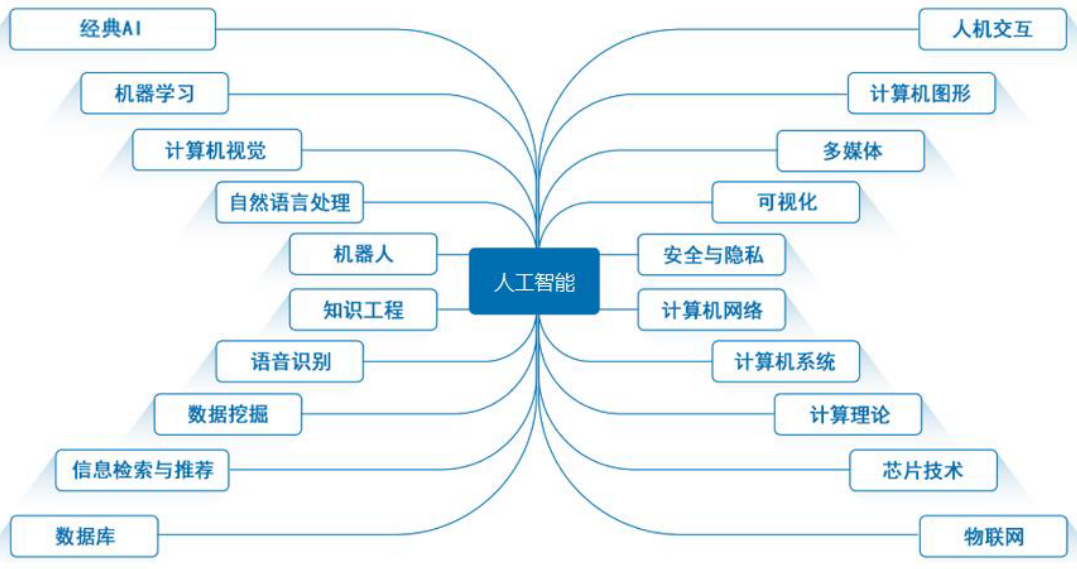 经典AI
人机交互
机器学习
计算机图形
计算机视觉
多媒体
自然语言处理
可视化
机器人
安全与隐私
人工智能
知识工程
计算机网络
语音识别
计算机系统
数据挖掘
计算理论
信息检索与推荐
芯片技术
数据库
物联网